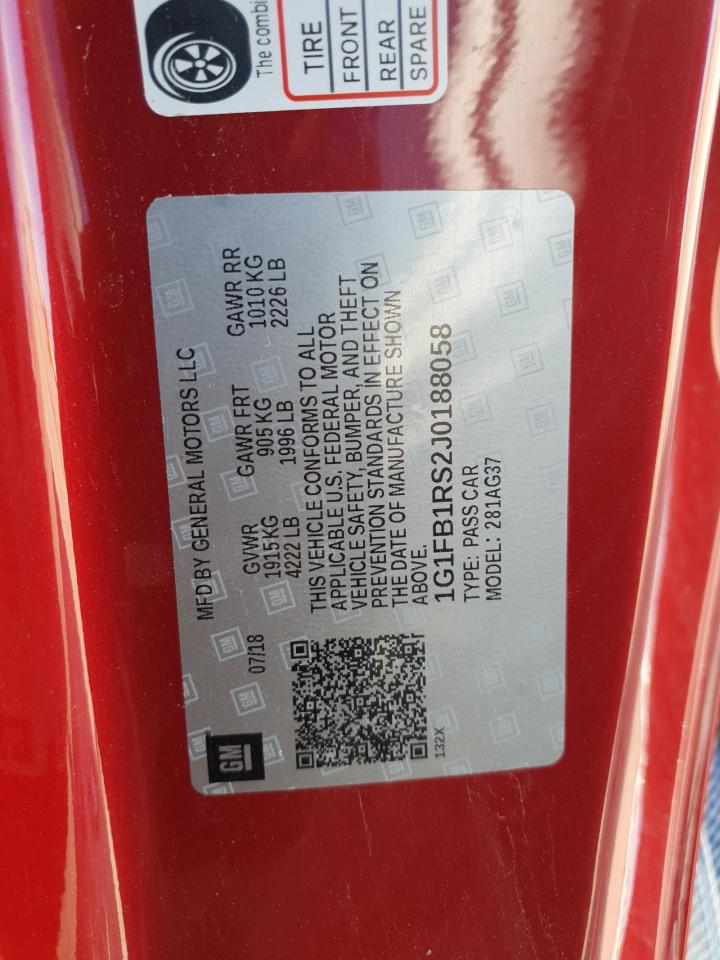 The combi
TIRE
FRONT
REAR
SPARE
GM
MFD BY GENERAL MOTORS LLC
07/18
GVWR GAWR FRT GAWR RR
1915 KG 905 KG 1010 KG
4222 LB 1996 LB 2226 LB
THIS VEHICLE CONFORMS TO ALL
APPLICABLE U.S. FEDERAL MOTOR
VEHICLE SAFETY, BUMPER, AND THEFT
PREVENTION STANDARDS IN EFFECT ON
THE DATE OF MANUFACTURE SHOWN
ABOVE.
1G1FB1RS2J0188058
TYPE: PASS CAR
MODEL: 281AG37
132X